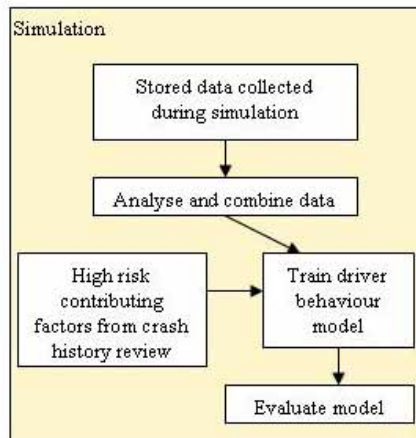 Simulation
Stored data collected
during simulation
Analyse and combine data
High risk
contributing
factors from crash
history review
Train driver
behaviour
model
Evaluate model